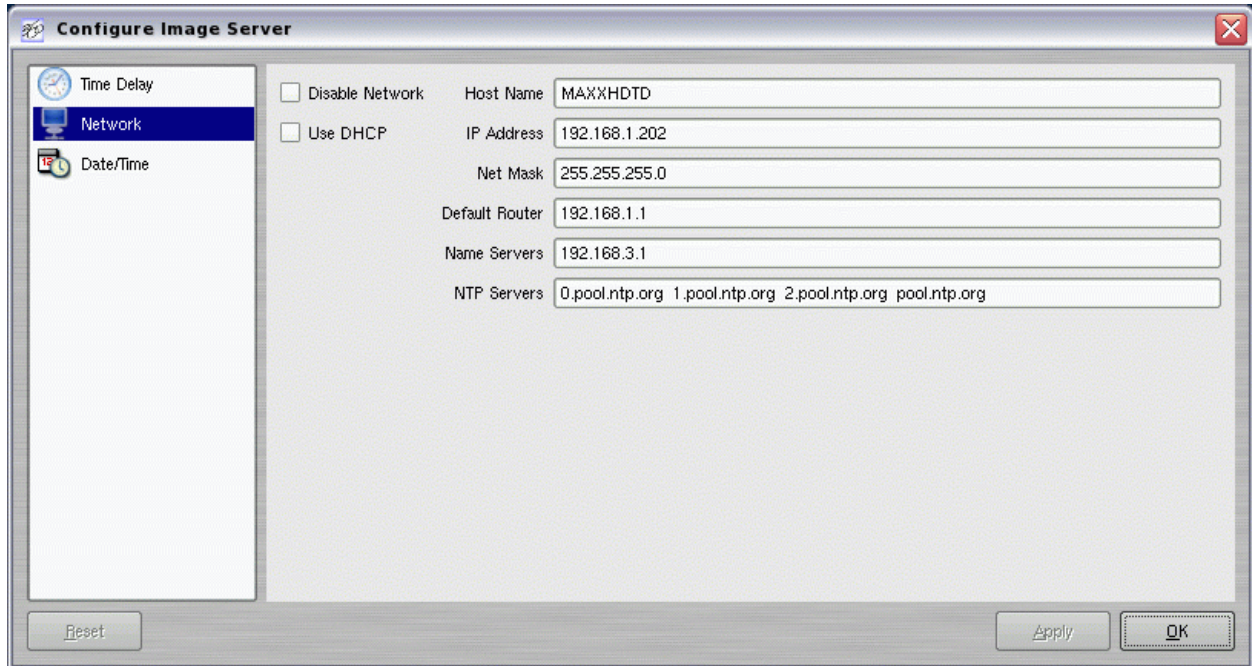 Configure Image Server
Time Delay
Network
Date/Time
Disable Network
Use DHCP
Host Name MAXXHDTD
IP Address 192.168.1.202
Net Mask 255.255.255.0
Default Router 192.168.1.1
Name Servers 192.168.3.1
NTP Servers 0.pool.ntp.org 1.pool.ntp.org 2.pool.ntp.org pool.ntp.org
Reset
Apply
OK